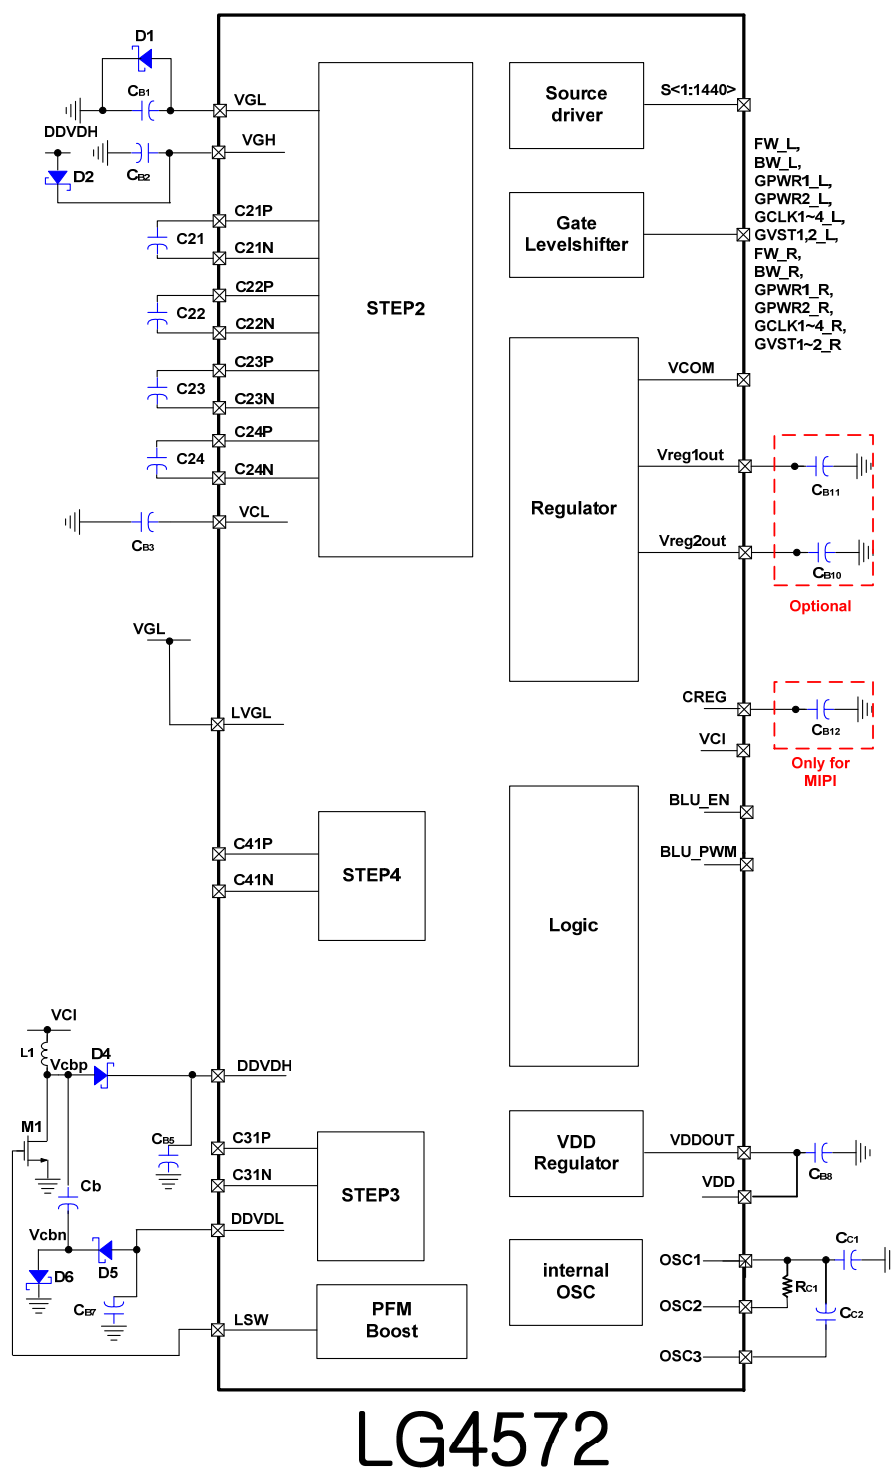 D1
CB1
VGL
DDVDH
VGH
D2
CB2
C21P
C21
C21N
C22P
C22
C22N
C23P
C23
C23N
C24P
C24
C24N
VCL
CB3
STEP2
VGL
LVGL
C41P
C41N
STEP4
VCI
L1
Vcbp
D4
DDVDH
M1
CB5
C31P
C31N
STEP3
Cb
Vcbn
DDVDL
D5
D6
CB7
LSW
PFM
Boost
Source
driver
S<1:1440>
Gate
Levelshifter
FW_L,
BW_L,
GPWR1_L,
GPWR2_L,
GCLK1~4_L,
GVST1,2_L,
FW_R,
BW_R,
GPWR1_R,
GPWR2_R,
GCLK1~4_R,
GVST1~2_R
VCOM
Vreg1out
CB11
Regulator
Vreg2out
CB10
Optional
CREG
CB12
VCI
Only for
MIPI
BLU_EN
BLU_PWM
Logic
VDD
Regulator
VDDOUT
CB8
VDD
internal
OSC
OSC1
CC1
RC1
OSC2
CC2
OSC3
LG4572